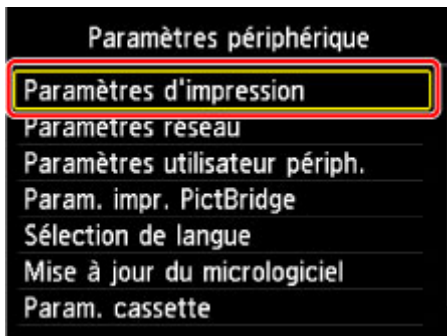 Paramètres périphérique
Paramètres d'impression
Paramètres réseau
Paramètres utilisateur périph.
Param. impr. PictBridge
Sélection de langue
Mise à jour du micrologiciel
Param. cassette